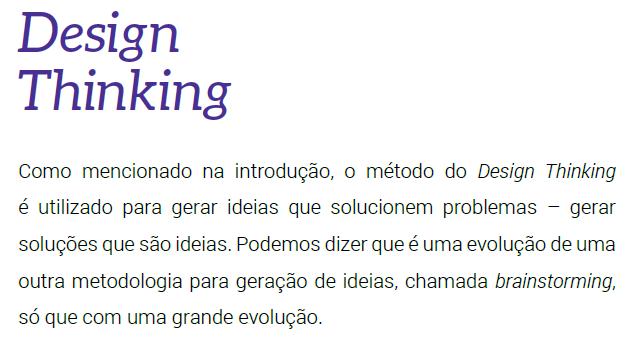 Design
Thinking
Como mencionado na introdução, o método do Design Thinking
é utilizado para gerar ideias que solucionem problemas – gerar
soluções que são ideias. Podemos dizer que é uma evolução de uma
outra metodologia para geração de ideias, chamada brainstorming,
só que com uma grande evolução.